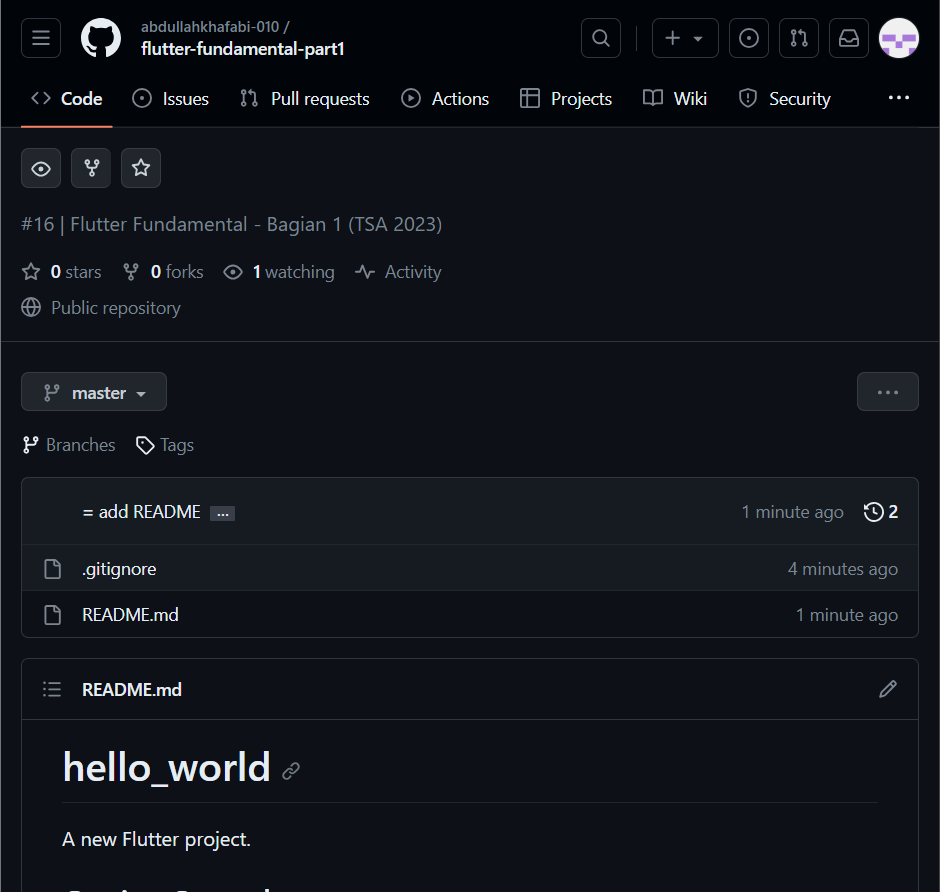 abdullahkhafabi-010 /
flutter-fundamental-part1
Code Issues Pull requests Actions Projects Wiki Security ...
#16 | Flutter Fundamental - Bagian 1 (TSA 2023)
0 stars 0 forks 1 watching Activity
Public repository
master ...
Branches Tags
= add README ... 1 minute ago 2
.gitignore 4 minutes ago
README.md 1 minute ago
README.md
hello_world
A new Flutter project.